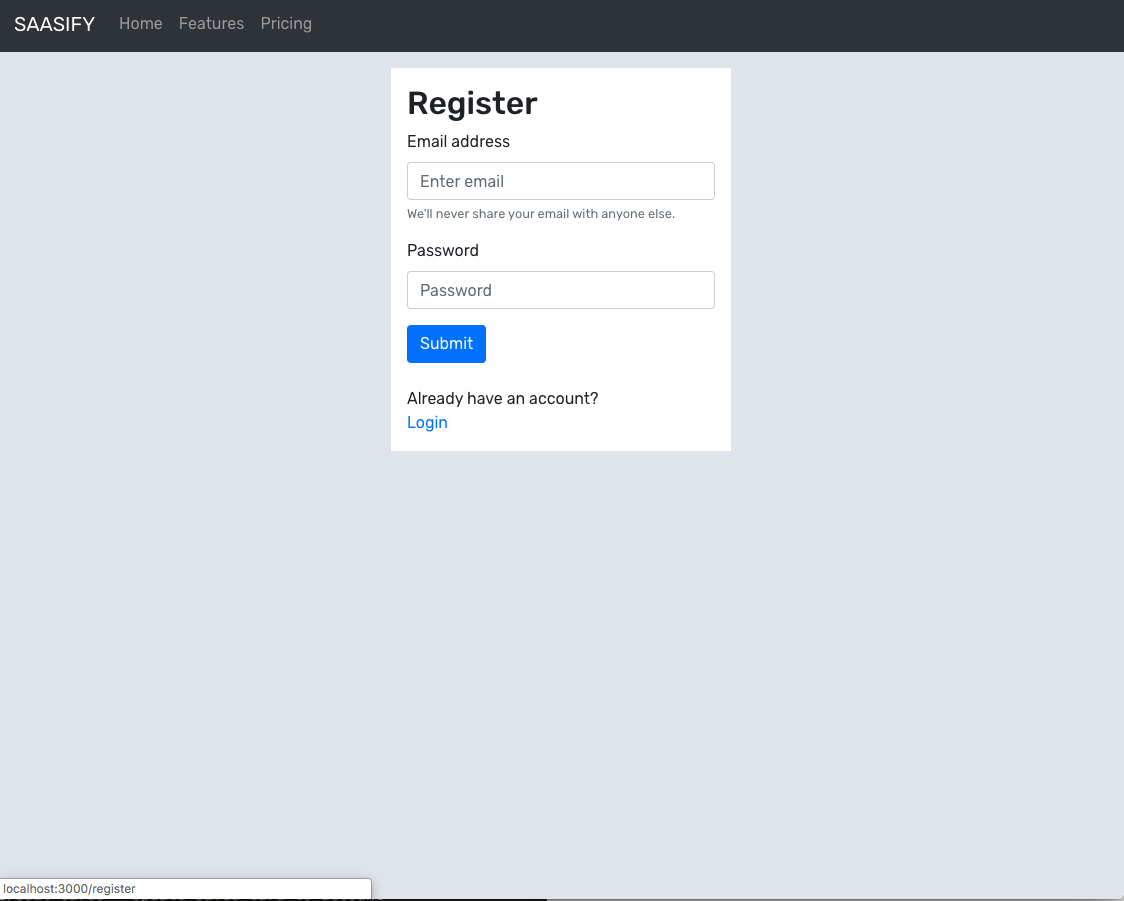 SAASIFY Home Features Pricing
Register
Email address
Enter email
We'll never share your email with anyone else.
Password
Password
Submit
Already have an account?
Login
localhost:3000/register